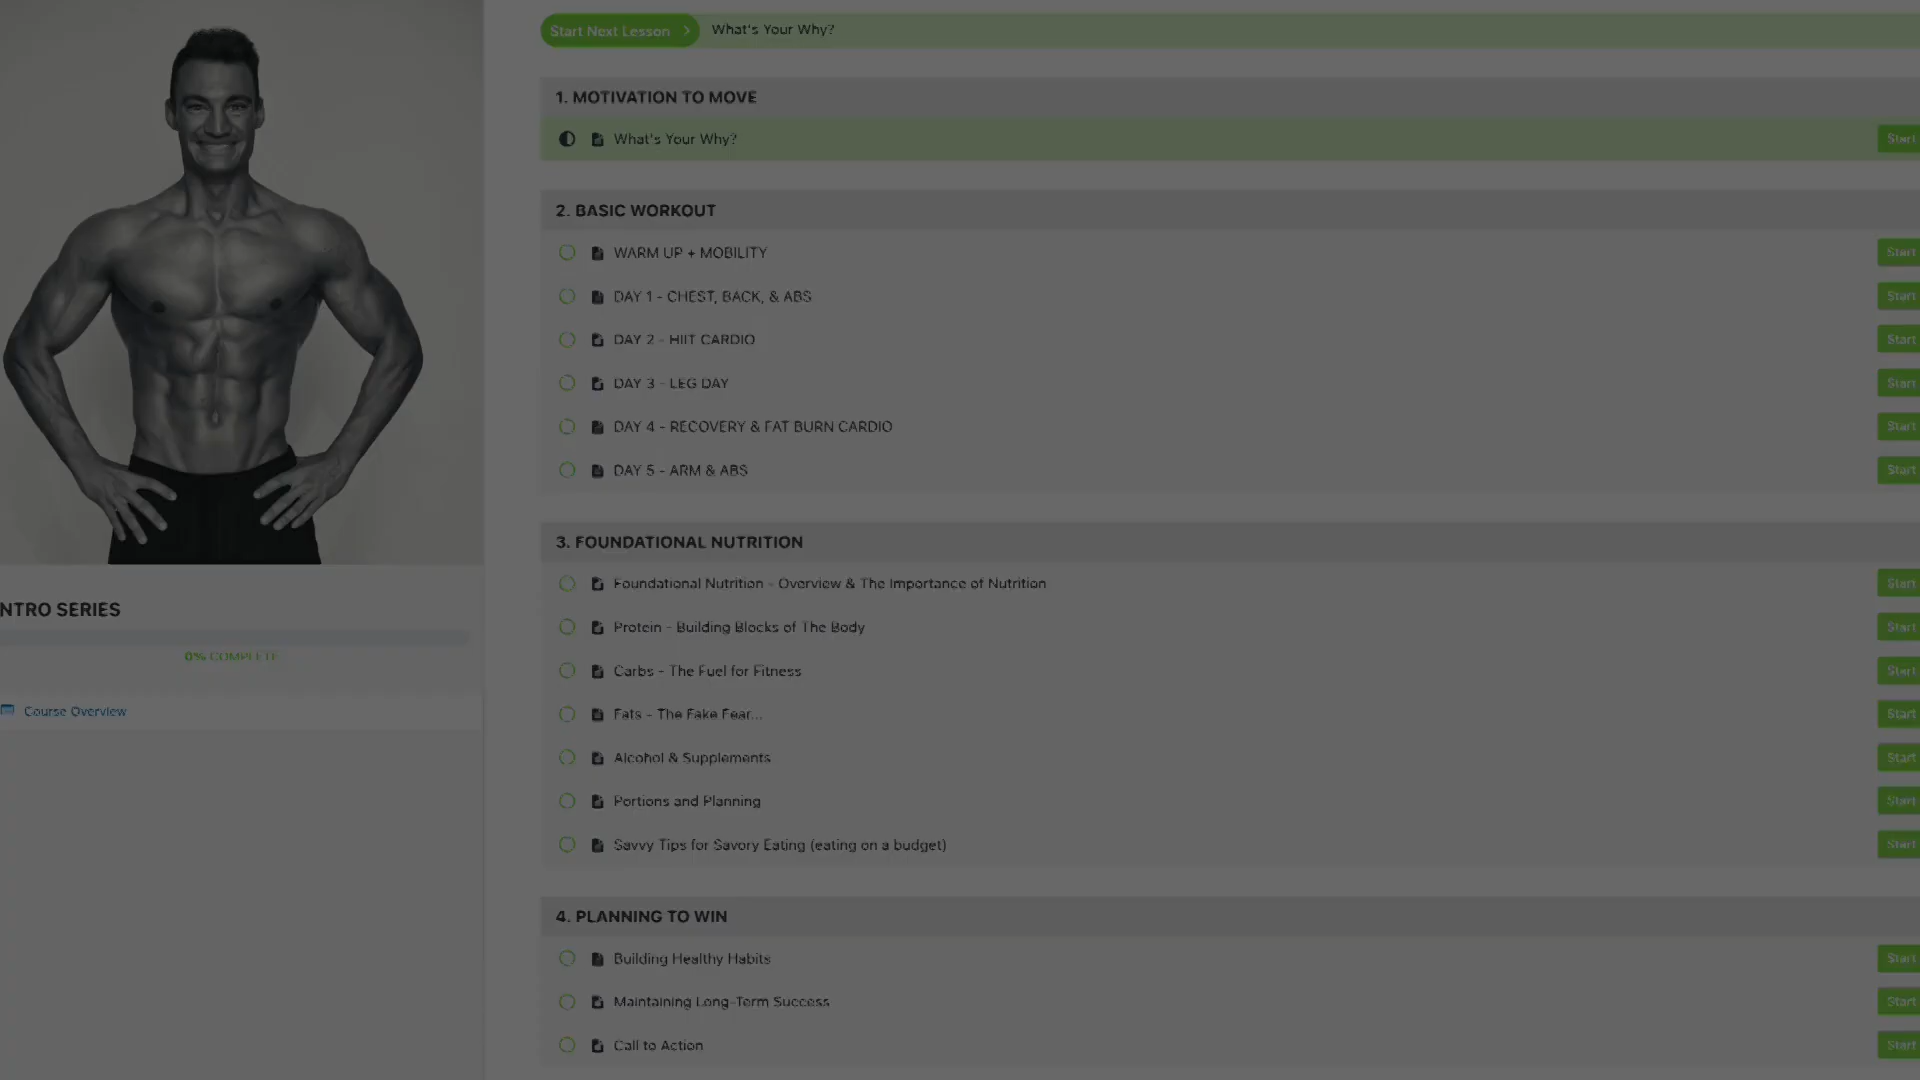 Start Next Lesson
What's Your Why?
1. MOTIVATION TO MOVE
What's Your Why?
Start
2. BASIC WORKOUT
WARM UP + MOBILITY
Start
DAY 1 - CHEST, BACK, & ABS
Start
DAY 2 - HIIT CARDIO
Start
DAY 3 - LEG DAY
Start
DAY 4 - RECOVERY & FAT BURN CARDIO
Start
DAY 5 - ARM & ABS
Start
3. FOUNDATIONAL NUTRITION
Foundational Nutrition - Overview & The Importance of Nutrition
Start
Protein - Building Blocks of The Body
Start
Carbs - The Fuel for Fitness
Start
Fats - The Fake Fear...
Start
Alcohol & Supplements
Start
Portions and Planning
Start
Savvy Tips for Savory Eating (eating on a budget)
Start
4. PLANNING TO WIN
Building Healthy Habits
Start
Maintaining Long-Term Success
Start
Call to Action
Start
NTRO SERIES
0% COMPLETE
Course Overview